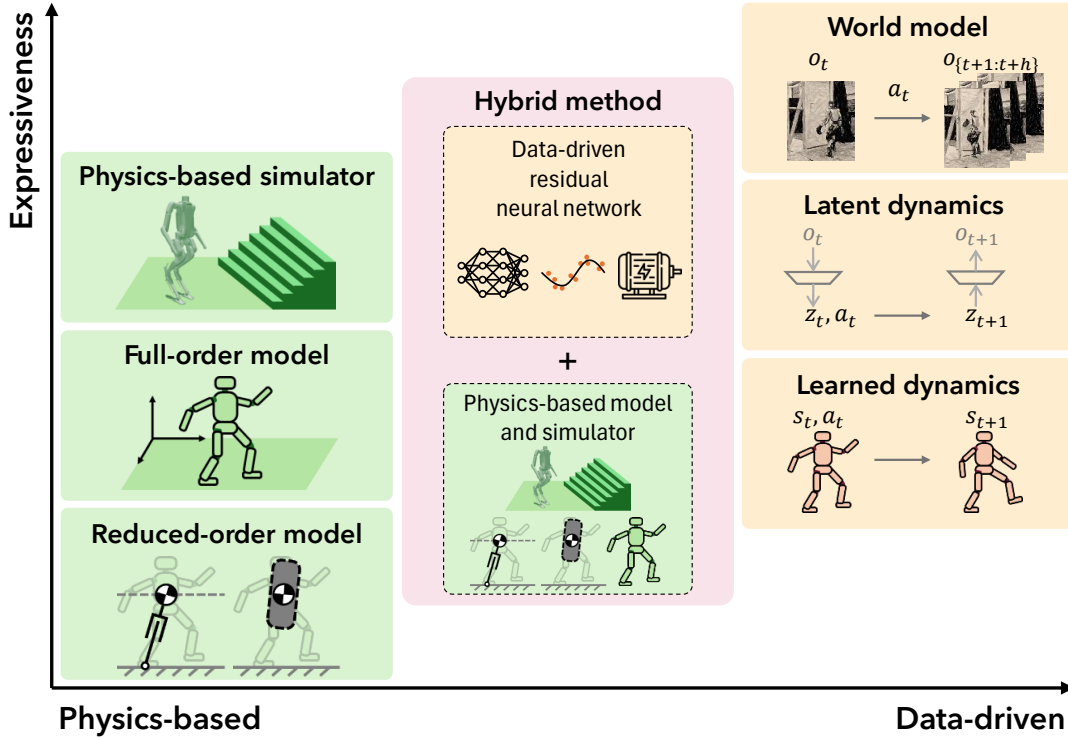 Expressiveness
Physics-based simulator
Full-order model
Reduced-order model
Hybrid method
Data-driven
residual
neural network
+
Physics-based model
and simulator
World model
o_t
a_t
o_{t+1:t+h}
Latent dynamics
o_t
o_{t+1}
z_t, a_t
z_{t+1}
Learned dynamics
s_t, a_t
s_{t+1}
Physics-based
Data-driven